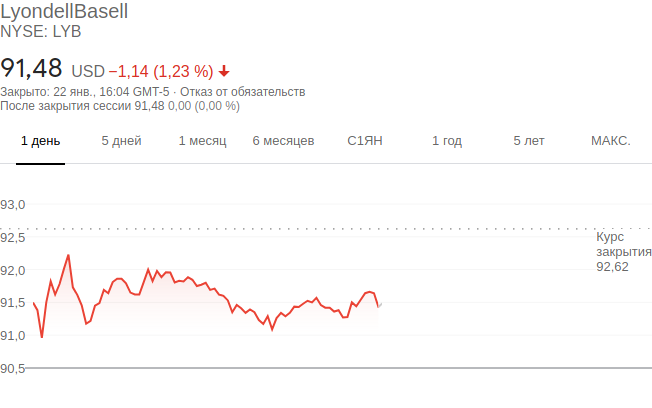 LyondellBasell
NYSE: LYB
91,48 USD −1,14 (1,23 %)
Закрыто: 22 янв., 16:04 GMT-5 · Отказ от обязательств
После закрытия сессии 91,48 0,00 (0,00 %)
1 день 5 дней 1 месяц 6 месяцев С1ЯН 1 год 5 лет МАКС.
93,0
92,5
92,0
91,5
91,0
90,5
Курс
закрытия
92,62